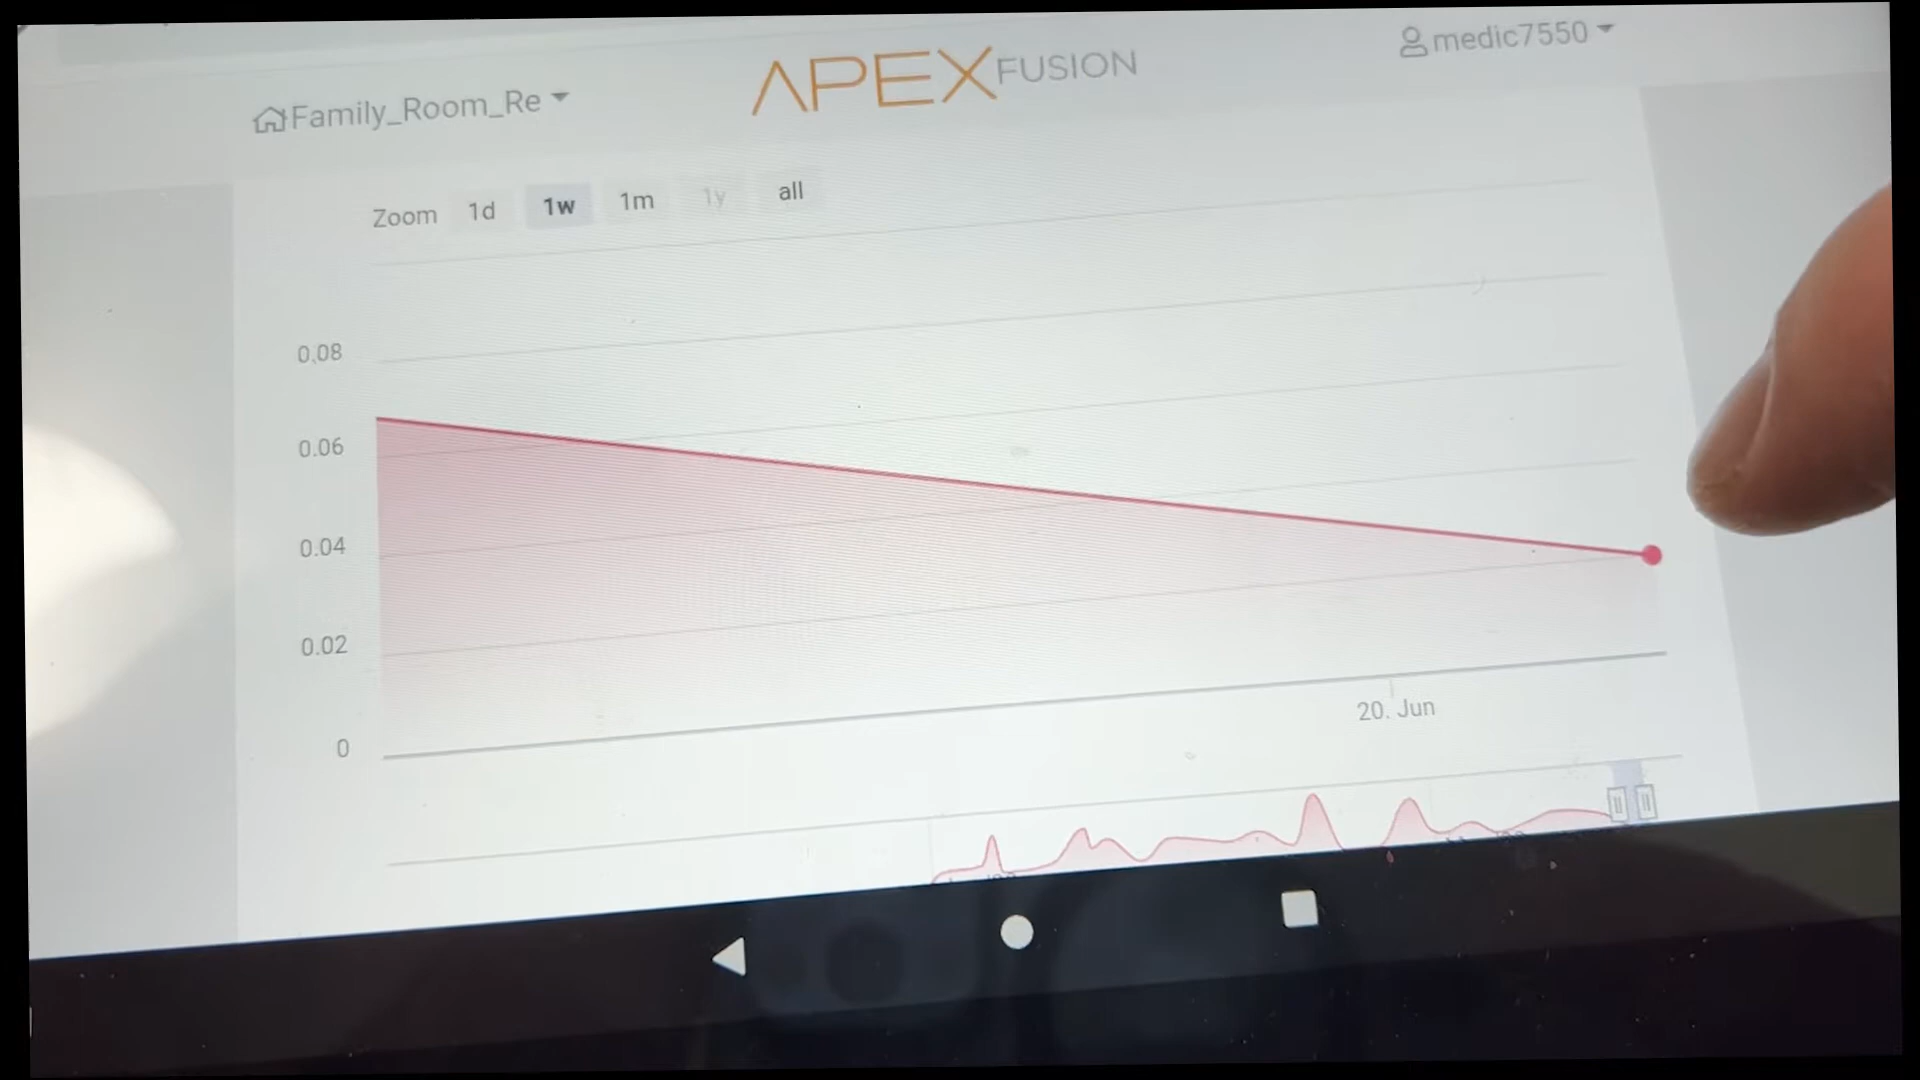 Family_Room_Re
APEX FUSION
medic7550
Zoom 1d 1w 1m 1y all
0.08
0.06
0.04
0.02
0
20. Jun